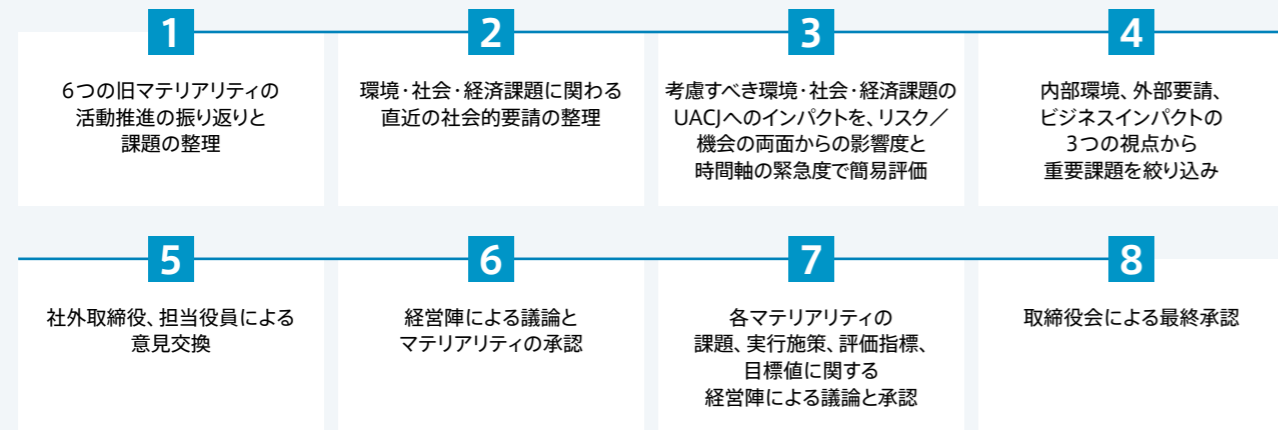 1
6つの旧マテリアリティの
活動推進の振り返りと
課題の整理
2
環境・社会・経済課題に関わる
直近の社会的要請の整理
3
考慮すべき環境・社会・経済課題の
UACJへのインパクトを、リスク／
機会の両面からの影響度と
時間軸の緊急度で簡易評価
4
内部環境、外部要請、
ビジネスインパクトの
3つの視点から
重要課題を絞り込み
5
社外取締役、担当役員による
意見交換
6
経営陣による議論と
マテリアリティの承認
7
各マテリアリティの
課題、実行施策、評価指標、
目標値に関する
経営陣による議論と承認
8
取締役会による最終承認